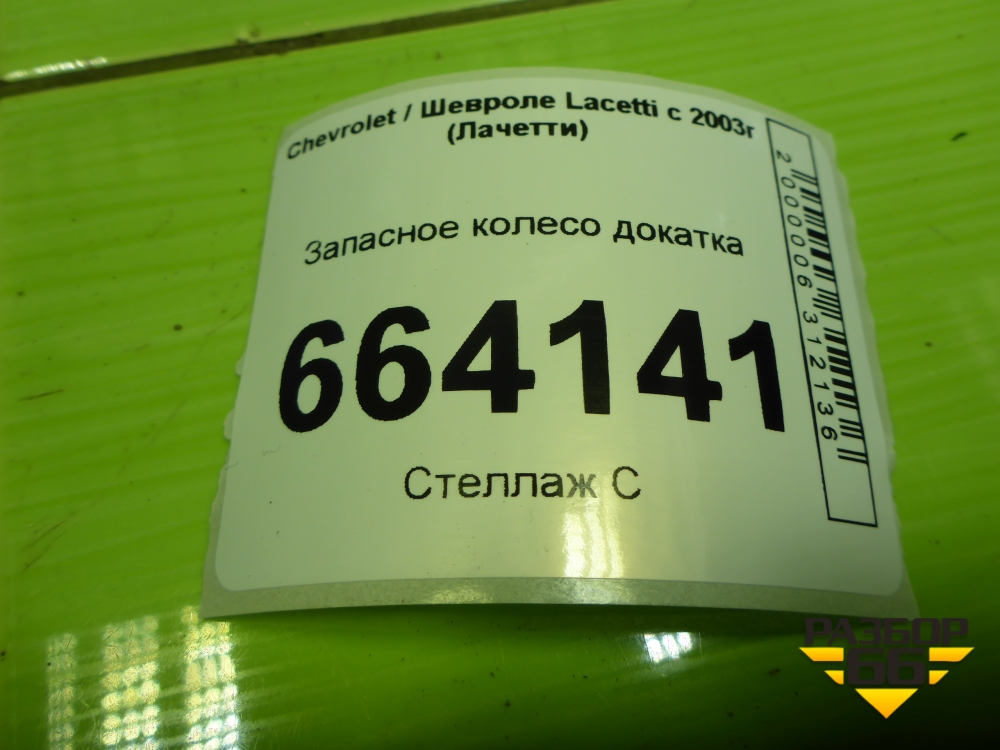 Chevrolet / Шевроле Lacetti с 2003г
(Лачетти)
Запасное колесо докатка
664141
Стеллаж С
2000006312136
РАЗБОР
66